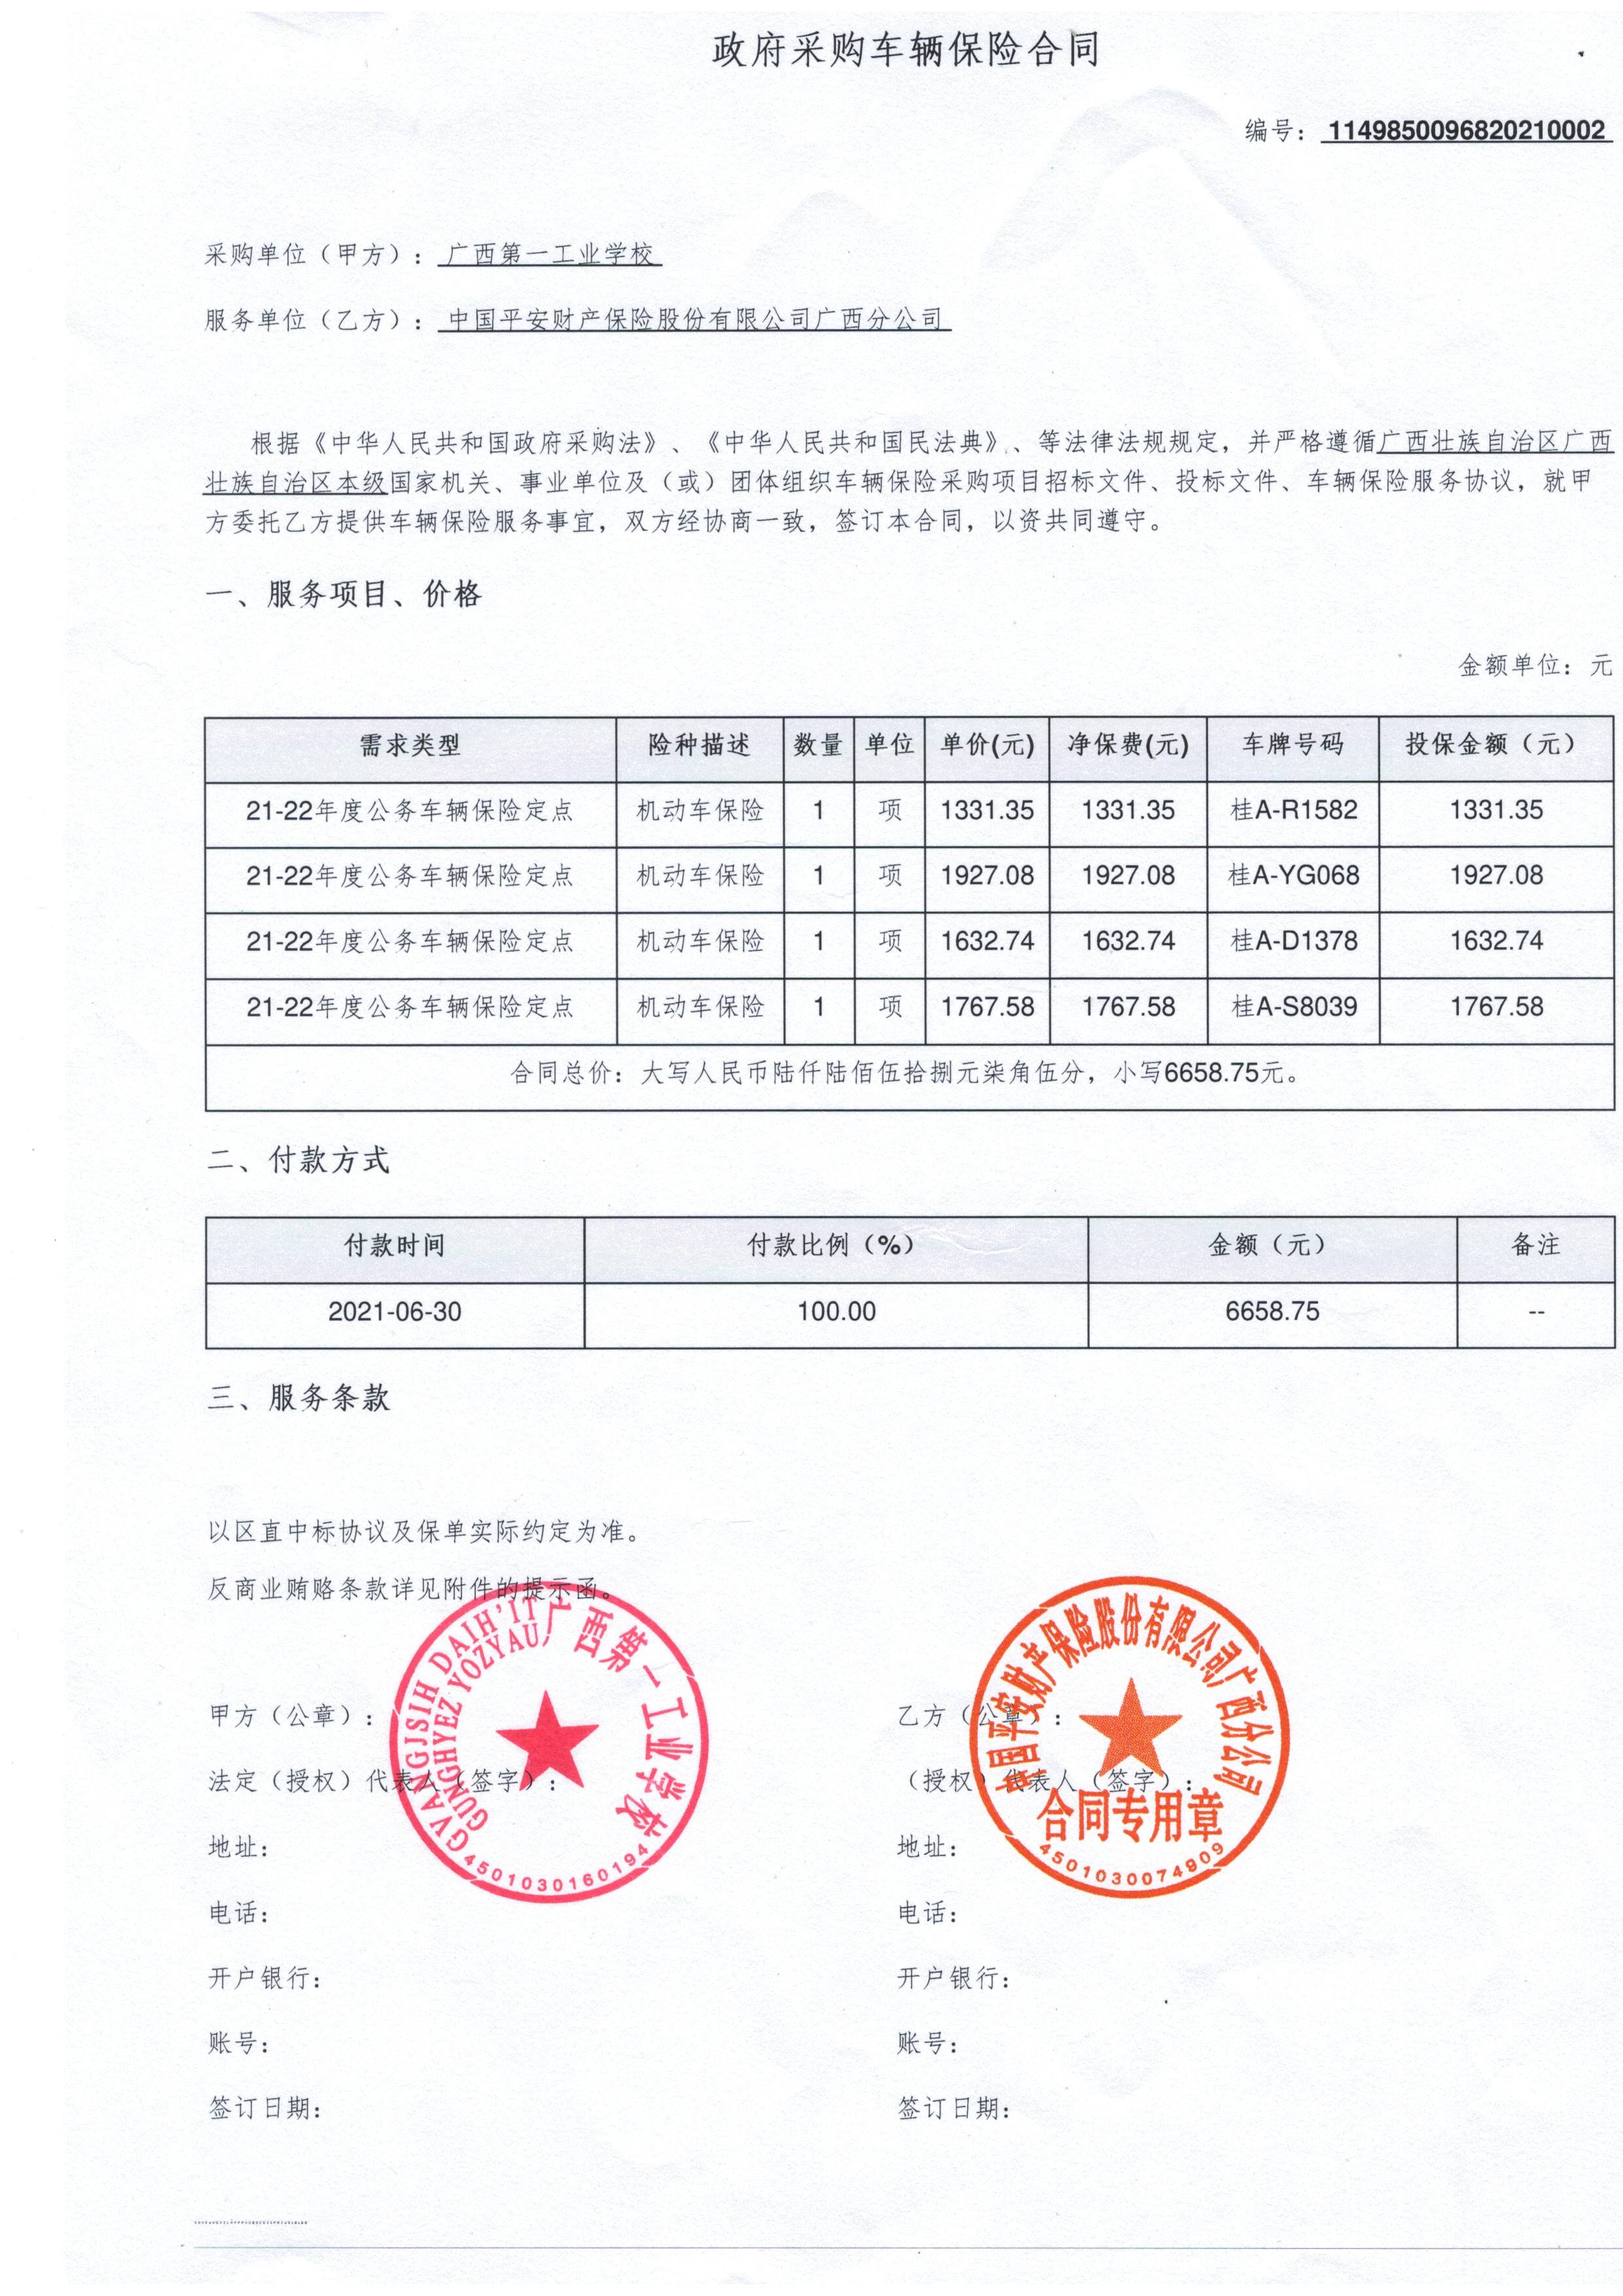 政府采购车辆保险合同
编号： 1149850096820210002
采购单位（甲方）： 广西第一工业学校
服务单位（乙方）： 中国平安财产保险股份有限公司广西分公司
根据《中华人民共和国政府采购法》、《中华人民共和国民法典》、等法律法规规定，并严格遵循广西壮族自治区广西
壮族自治区本级国家机关、事业单位及（或）团体组织车辆保险采购项目招标文件、投标文件、车辆保险服务协议，就甲
方委托乙方提供车辆保险服务事宜，双方经协商一致，签订本合同，以资共同遵守。
一、服务项目、价格
金额单位：元
需求类型 险种描述 数量 单位 单价(元) 净保费(元) 车牌号码 投保金额（元）
21-22年度公务车辆保险定点 机动车保险 1 项 1331.35 1331.35 桂A-R1582 1331.35
21-22年度公务车辆保险定点 机动车保险 1 项 1927.08 1927.08 桂A-YG068 1927.08
21-22年度公务车辆保险定点 机动车保险 1 项 1632.74 1632.74 桂A-D1378 1632.74
21-22年度公务车辆保险定点 机动车保险 1 项 1767.58 1767.58 桂A-S8039 1767.58
合同总价：大写人民币陆仟陆佰伍拾捌元柒角伍分，小写6658.75元。
二、付款方式
付款时间 付款比例（%） 金额（元） 备注
2021-06-30 100.00 6658.75 --
三、服务条款
以区直中标协议及保单实际约定为准。
反商业贿赂条款详见附件的提示函。
甲方（公章）： 乙方（公章）：
法定（授权）代表人（签字）： （授权）代表人（签字）：
地址： 地址：
电话： 电话：
开户银行： 开户银行：
账号： 账号：
签订日期： 签订日期：
GVANGJSIH DAIH'IT
GUNGHYEZ YOZYAU
广西第一工业学校
4501030160194
中国平安财产保险股份有限公司广西分公司
合同专用章
4501030074909